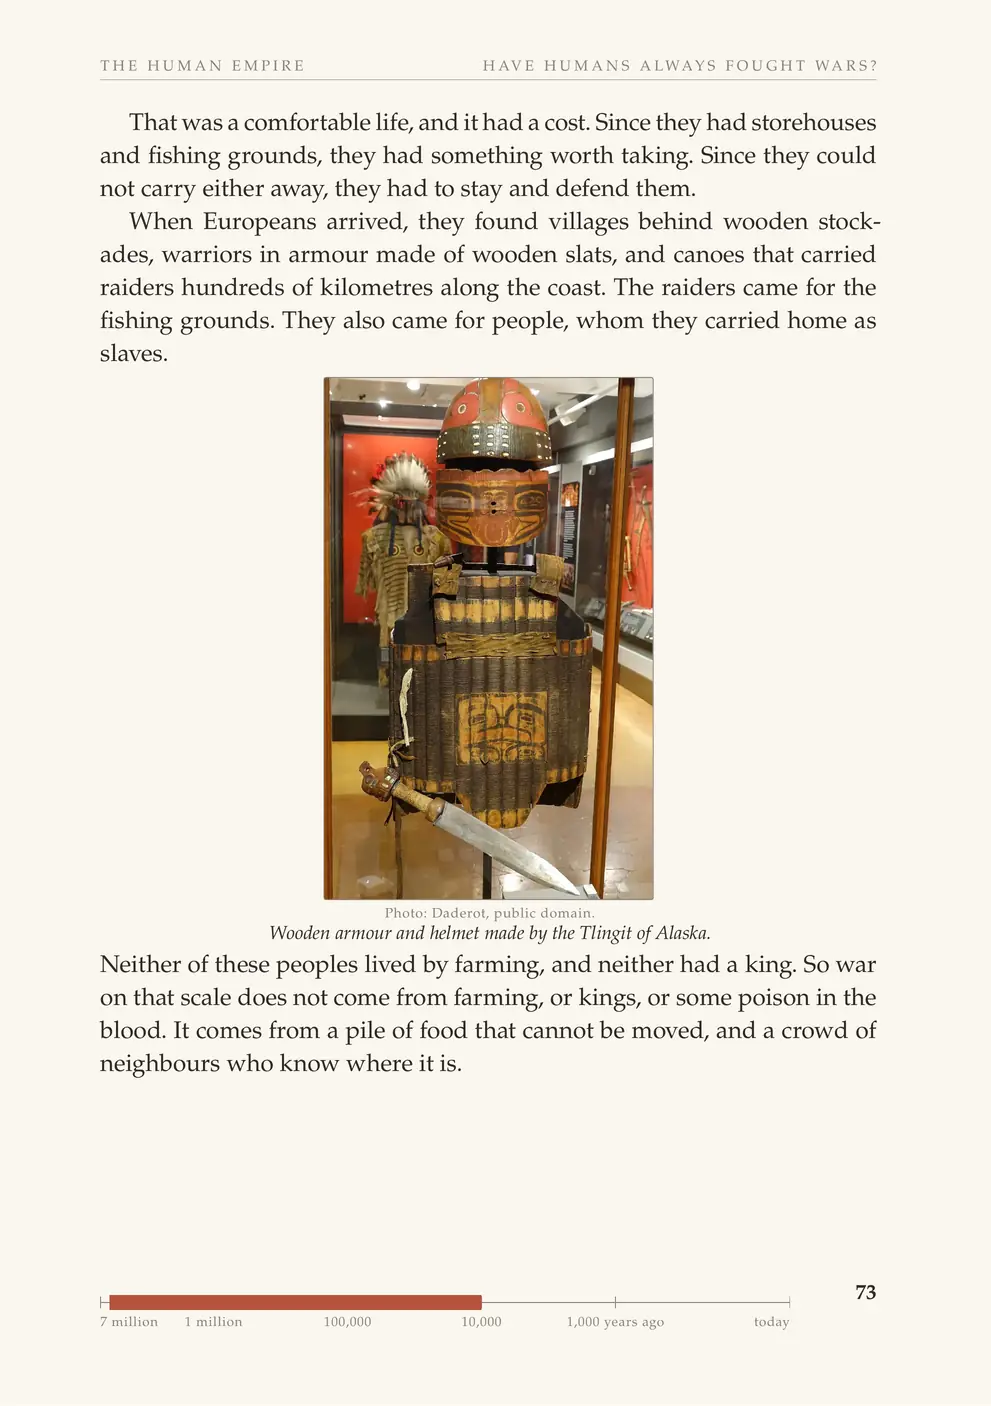 THE HUMAN EMPIRE
HAVE HUMANS ALWAYS FOUGHT WARS?
That was a comfortable life, and it had a cost. Since they had storehouses
and fishing grounds, they had something worth taking. Since they could
not carry either away, they had to stay and defend them.
When Europeans arrived, they found villages behind wooden stock-
ades, warriors in armour made of wooden slats, and canoes that carried
raiders hundreds of kilometres along the coast. The raiders came for the
fishing grounds. They also came for people, whom they carried home as
slaves.
Photo: Daderot, public domain.
Wooden armour and helmet made by the Tlingit of Alaska.
Neither of these peoples lived by farming, and neither had a king. So war
on that scale does not come from farming, or kings, or some poison in the
blood. It comes from a pile of food that cannot be moved, and a crowd of
neighbours who know where it is.
73
7 million
1 million
100,000
10,000
1,000 years ago
today